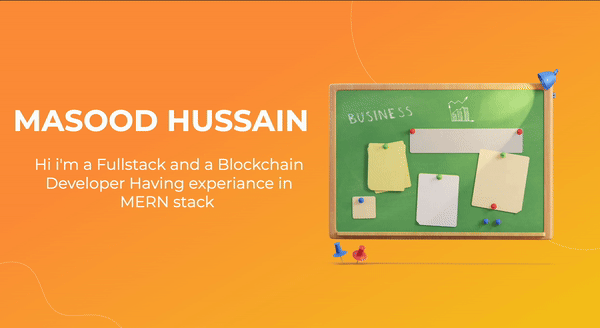 MASOOD HUSSAIN
Hi i'm a Fullstack and a Blockchain
Developer Having experiance in
MERN stack
BUSINESS